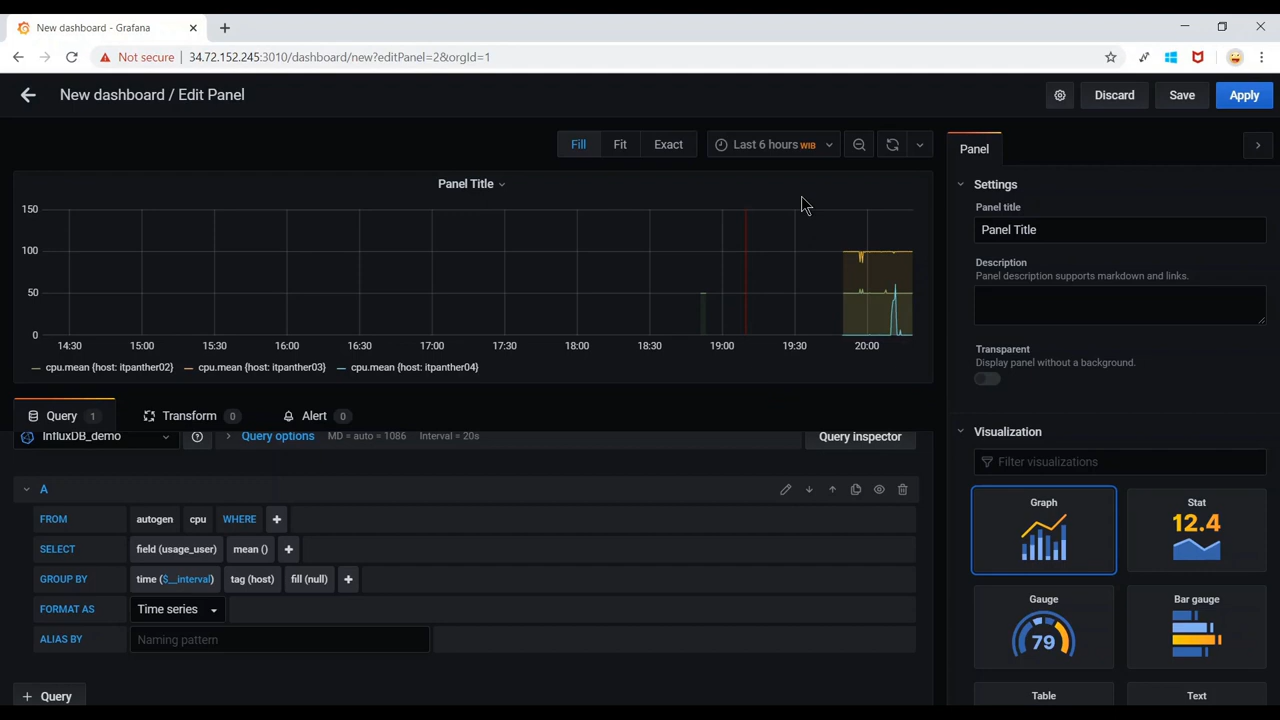 New dashboard - Grafana
Not secure 34.72.152.245:3010/dashboard/new?editPanel=2&orgId=1
New dashboard / Edit Panel
Discard
Save
Apply
Fill
Fit
Exact
Last 6 hours WIB
Panel Title
150
100
50
0
14:30
15:00
15:30
16:00
16:30
17:00
17:30
18:00
18:30
19:00
19:30
20:00
cpu.mean {host: itpanther02}
cpu.mean {host: itpanther03}
cpu.mean {host: itpanther04}
Query 1
Transform 0
Alert 0
InfluxDB_demo
Query options
MD = auto = 1086
Interval = 20s
Query inspector
A
FROM autogen cpu WHERE +
SELECT field (usage_user) mean () +
GROUP BY time ($__interval) tag (host) fill (null) +
FORMAT AS Time series
ALIAS BY Naming pattern
+ Query
Panel
Settings
Panel title
Panel Title
Description
Panel description supports markdown and links.
Transparent
Display panel without a background.
Visualization
Filter visualizations
Graph
Stat
12.4
Gauge
79
Bar gauge
Table
Text